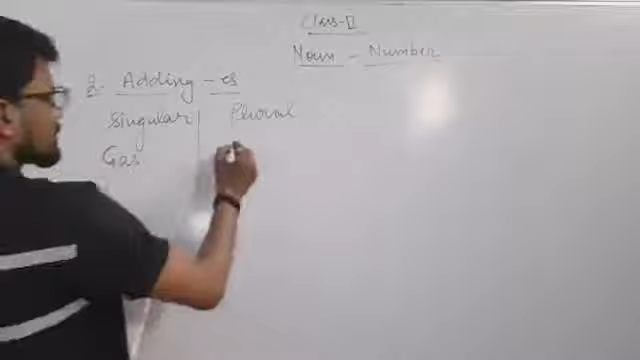 Class-II
Noun - Number
2. Adding - es
Singular | Plural
Gas